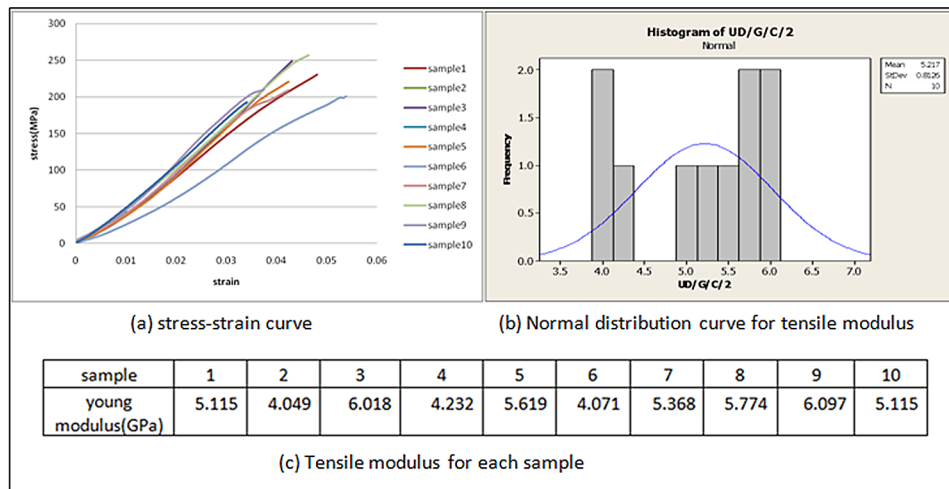 stress(MPa)
300
250
200
150
100
50
0
0 0.01 0.02 0.03 0.04 0.05 0.06
strain
sample1
sample2
sample3
sample4
sample5
sample6
sample7
sample8
sample9
sample10
(a) stress-strain curve
Histogram of UD/G/C/2
Normal
Mean 5.217
StDev 0.8126
N 10
Frequency
2.0
1.5
1.0
0.5
0.0
3.5 4.0 4.5 5.0 5.5 6.0 6.5 7.0
UD/G/C/2
(b) Normal distribution curve for tensile modulus
sample 1 2 3 4 5 6 7 8 9 10
young
modulus(GPa) 5.115 4.049 6.018 4.232 5.619 4.071 5.368 5.774 6.097 5.115
(c) Tensile modulus for each sample